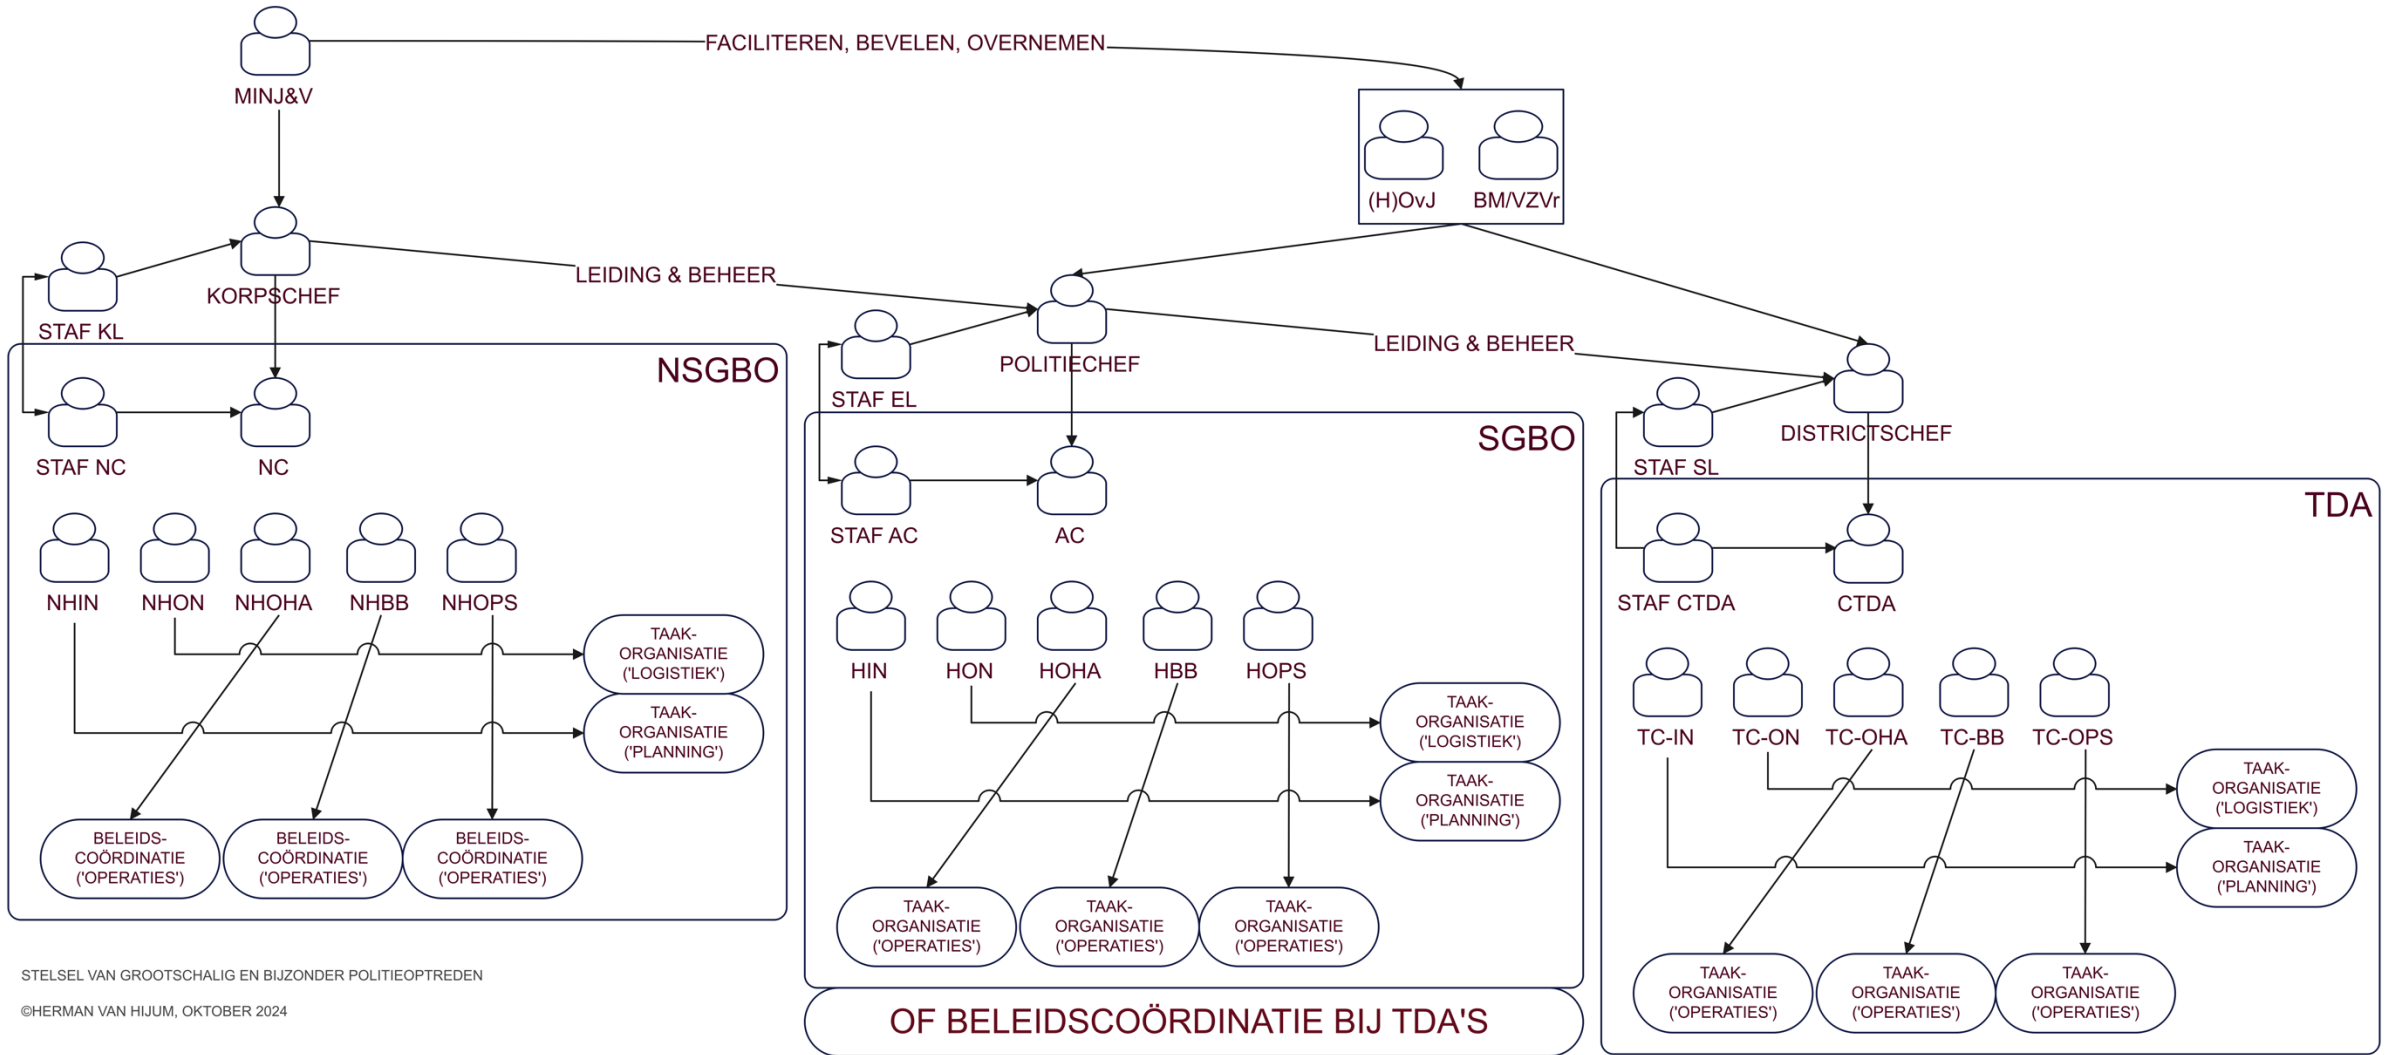 FACILITEREN, BEVELEN, OVERNEMEN
MINJ&V
(H)OvJ
BM/VZVr
KORPSCHEF
LEIDING & BEHEER
STAF KL
POLITIECHEF
LEIDING & BEHEER
STAF EL
DISTRICTSCHEF
STAF SL
NSGBO
STAF NC
NC
NHIN
NHON
NHOHA
NHBB
NHOPS
TAAK-
ORGANISATIE
('LOGISTIEK')
TAAK-
ORGANISATIE
('PLANNING')
BELEIDS-
COÖRDINATIE
('OPERATIES')
BELEIDS-
COÖRDINATIE
('OPERATIES')
BELEIDS-
COÖRDINATIE
('OPERATIES')
SGBO
STAF AC
AC
HIN
HON
HOHA
HBB
HOPS
TAAK-
ORGANISATIE
('LOGISTIEK')
TAAK-
ORGANISATIE
('PLANNING')
TAAK-
ORGANISATIE
('OPERATIES')
TAAK-
ORGANISATIE
('OPERATIES')
TAAK-
ORGANISATIE
('OPERATIES')
OF BELEIDSCOÖRDINATIE BIJ TDA'S
TDA
STAF CTDA
CTDA
TC-IN
TC-ON
TC-OHA
TC-BB
TC-OPS
TAAK-
ORGANISATIE
('LOGISTIEK')
TAAK-
ORGANISATIE
('PLANNING')
TAAK-
ORGANISATIE
('OPERATIES')
TAAK-
ORGANISATIE
('OPERATIES')
TAAK-
ORGANISATIE
('OPERATIES')
STELSEL VAN GROOTSCHALIG EN BIJZONDER POLITIEOPTREDEN
©HERMAN VAN HIJUM, OKTOBER 2024